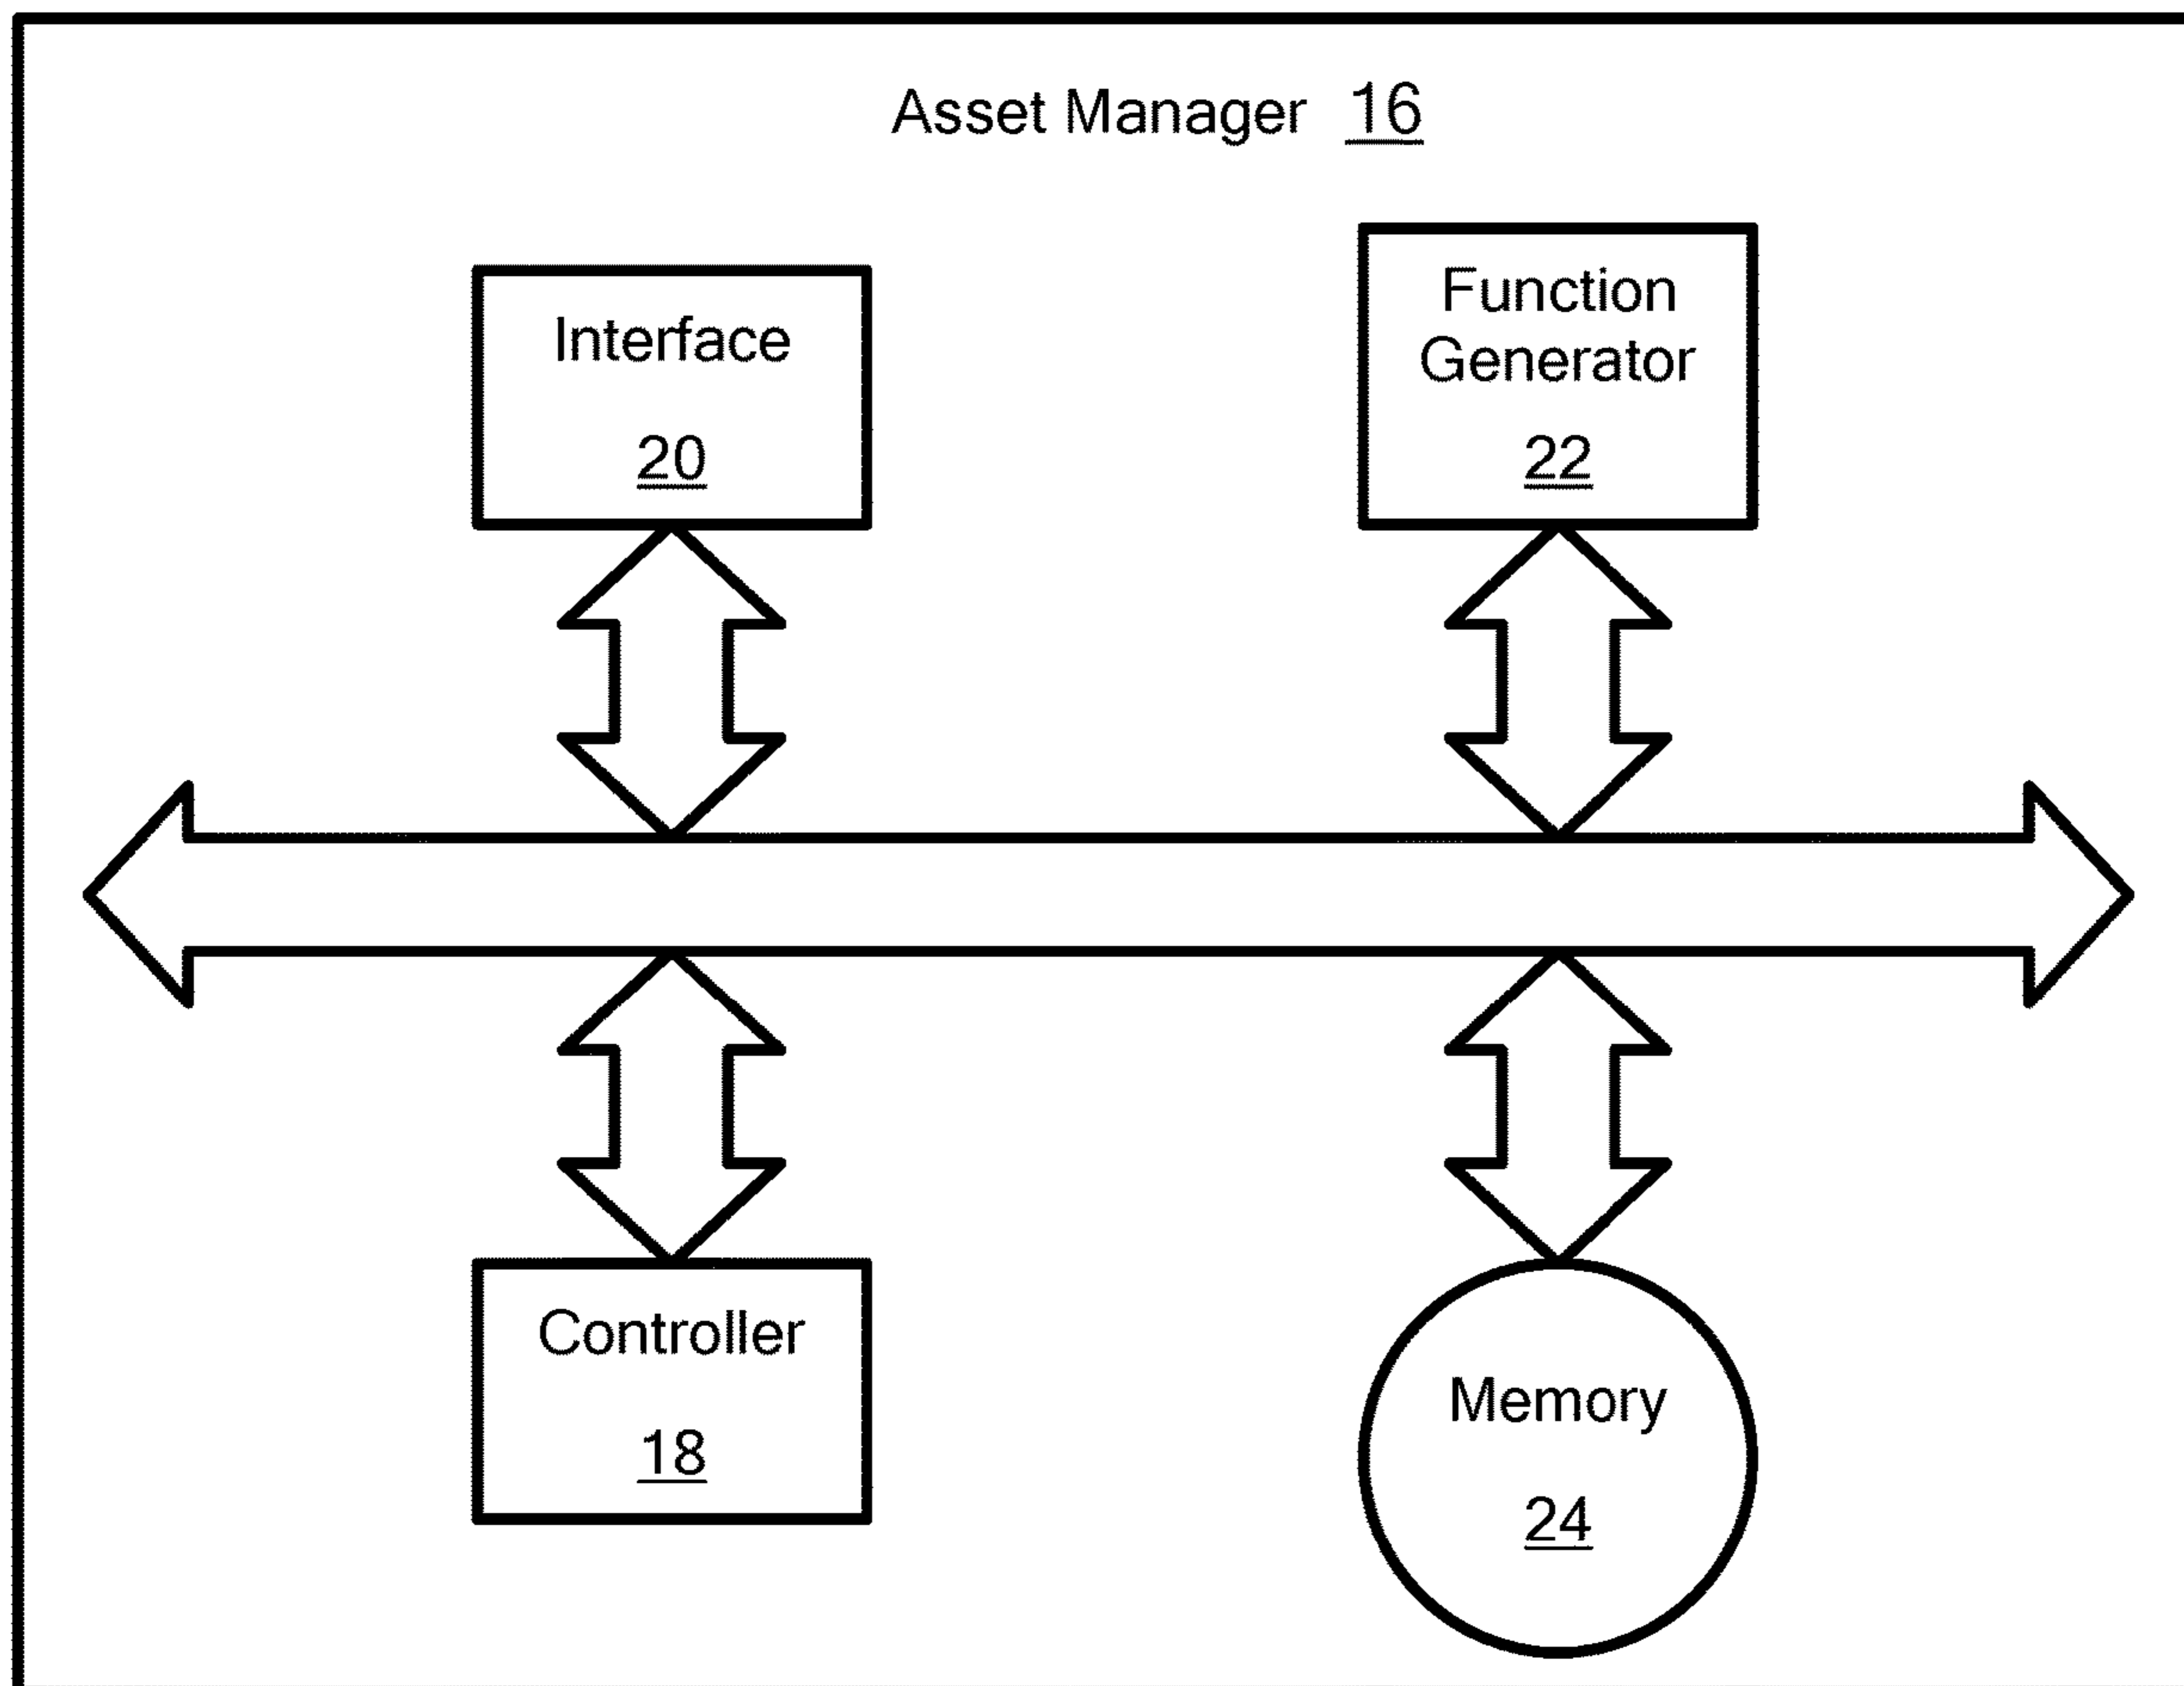 Asset Manager 16
Interface
20
Function
Generator
22
Controller
18
Memory
24